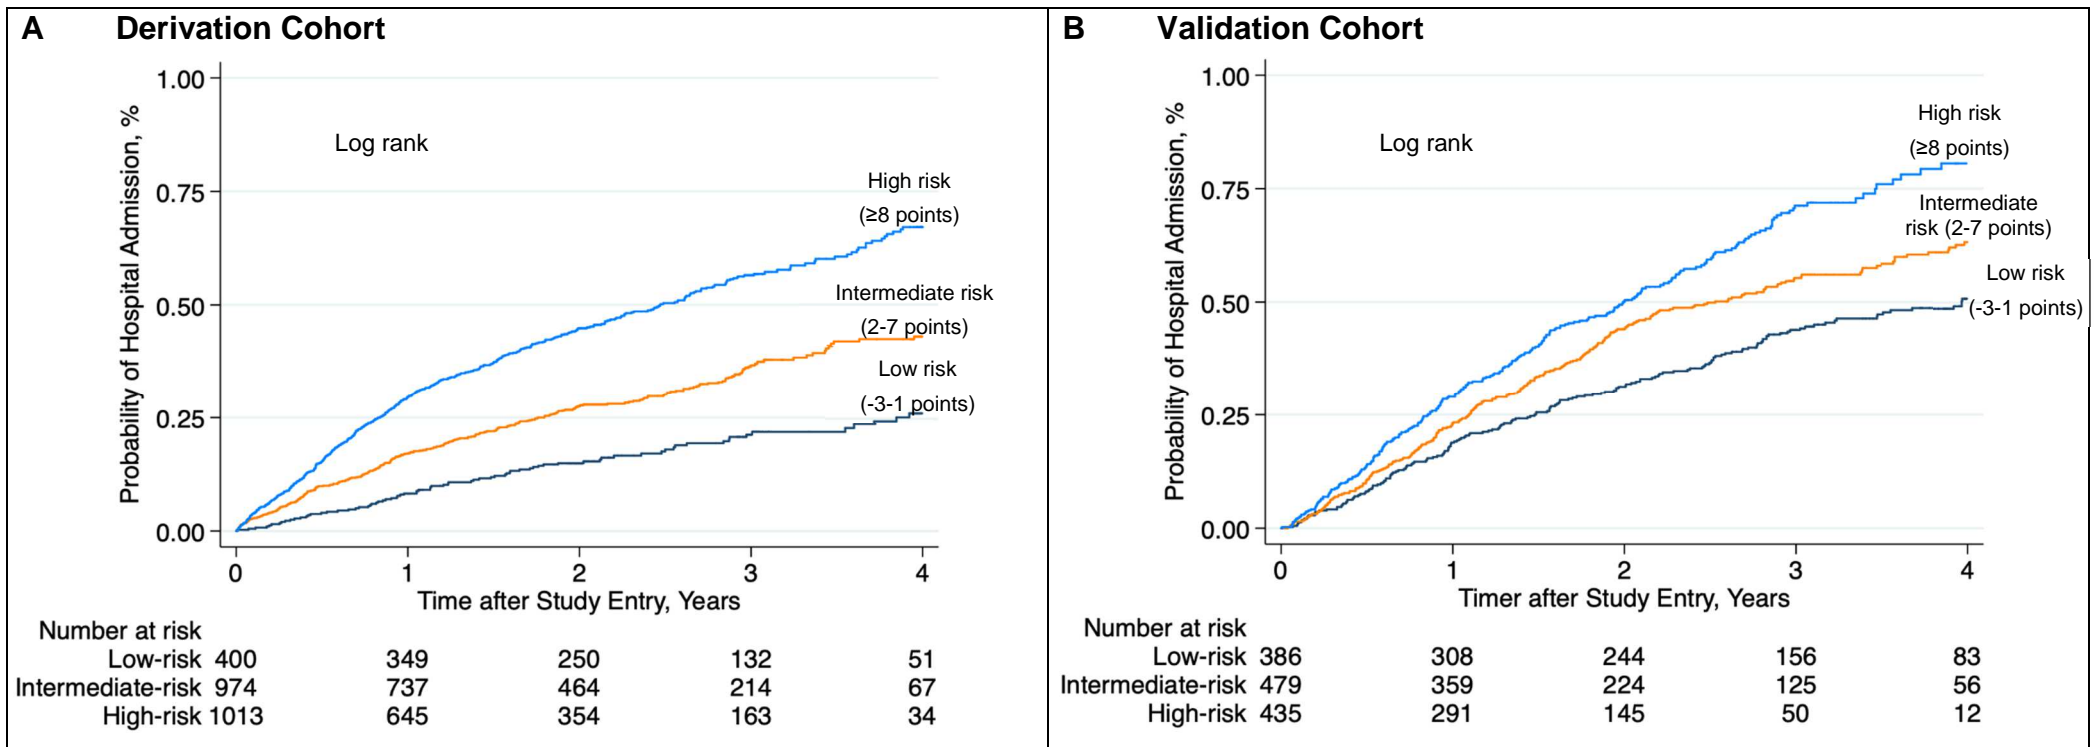 A Derivation Cohort
Probability of Hospital Admission, %
1.00
0.75
0.50
0.25
0.00
Log rank
High risk
(≥8 points)
Intermediate risk
(2-7 points)
Low risk
(-3-1 points)
0 1 2 3 4
Time after Study Entry, Years
Number at risk
Low-risk 400 349 250 132 51
Intermediate-risk 974 737 464 214 67
High-risk 1013 645 354 163 34
B Validation Cohort
Probability of Hospital Admission, %
1.00
0.75
0.50
0.25
0.00
Log rank
High risk
(≥8 points)
Intermediate
risk (2-7 points)
Low risk
(-3-1 points)
0 1 2 3 4
Timer after Study Entry, Years
Number at risk
Low-risk 386 308 244 156 83
Intermediate-risk 479 359 224 125 56
High-risk 435 291 145 50 12